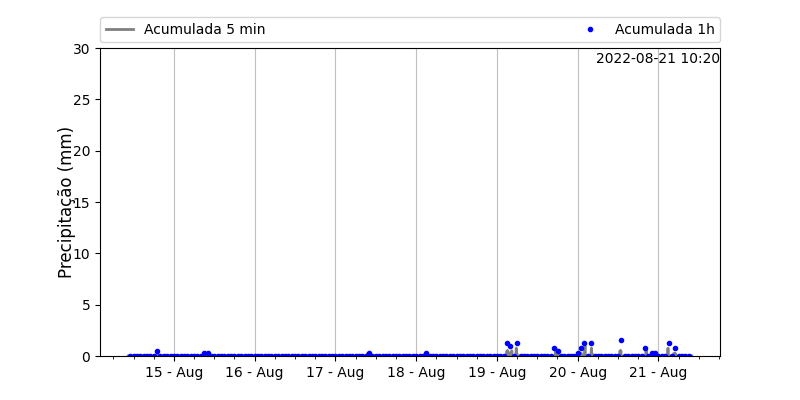 Acumulada 5 min
Acumulada 1h
2022-08-21 10:20
Precipitação (mm)
30
25
20
15
10
5
0
15 - Aug
16 - Aug
17 - Aug
18 - Aug
19 - Aug
20 - Aug
21 - Aug